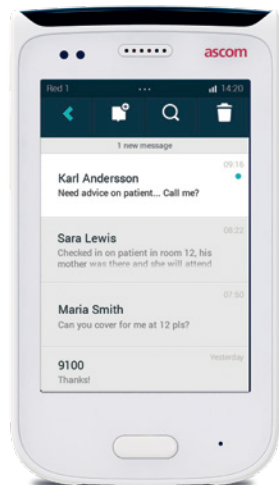 ascom
Red 1 ... 14:20
1 new message
09:15
Karl Andersson
Need advice on patient... Call me?
08:22
Sara Lewis
Checked in on patient in room 12, his
mother was there and she will attend
07:50
Maria Smith
Can you cover for me at 12 pls?
Yesterday
9100
Thanks!